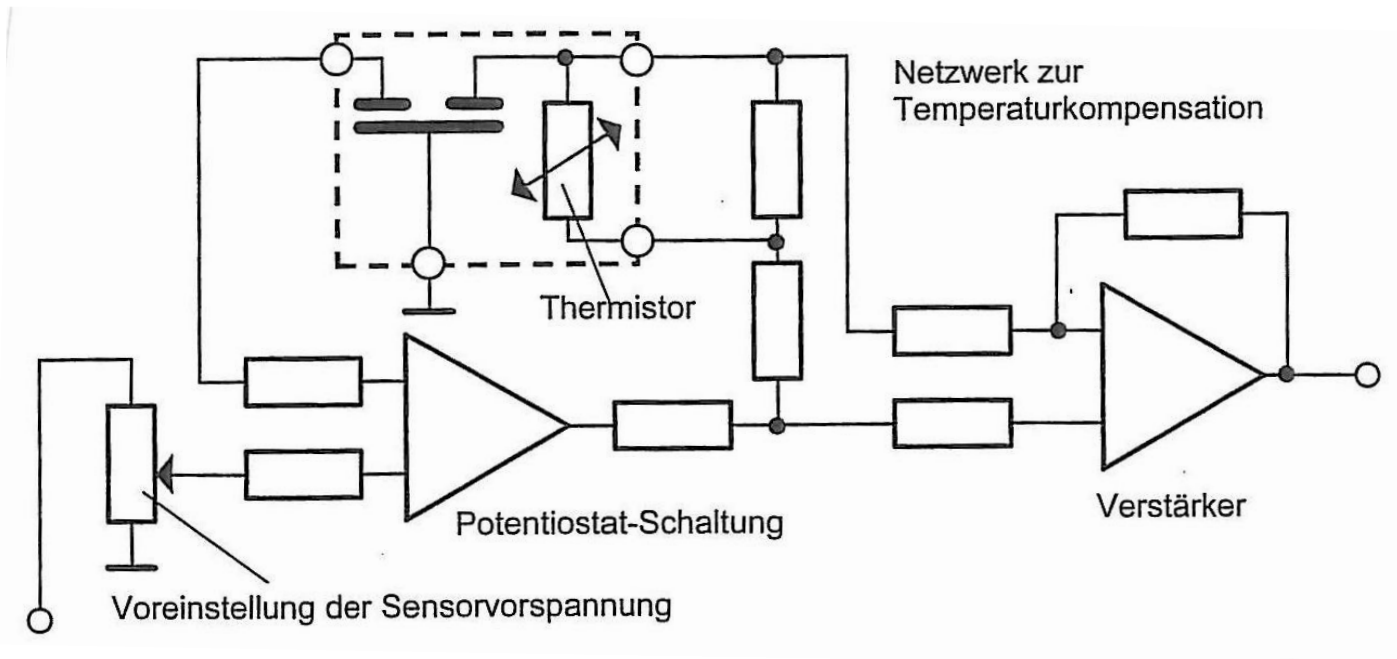 Netzwerk zur
Temperaturkompensation
Thermistor
Verstärker
Potentiostat-Schaltung
Voreinstellung der Sensorvorspannung